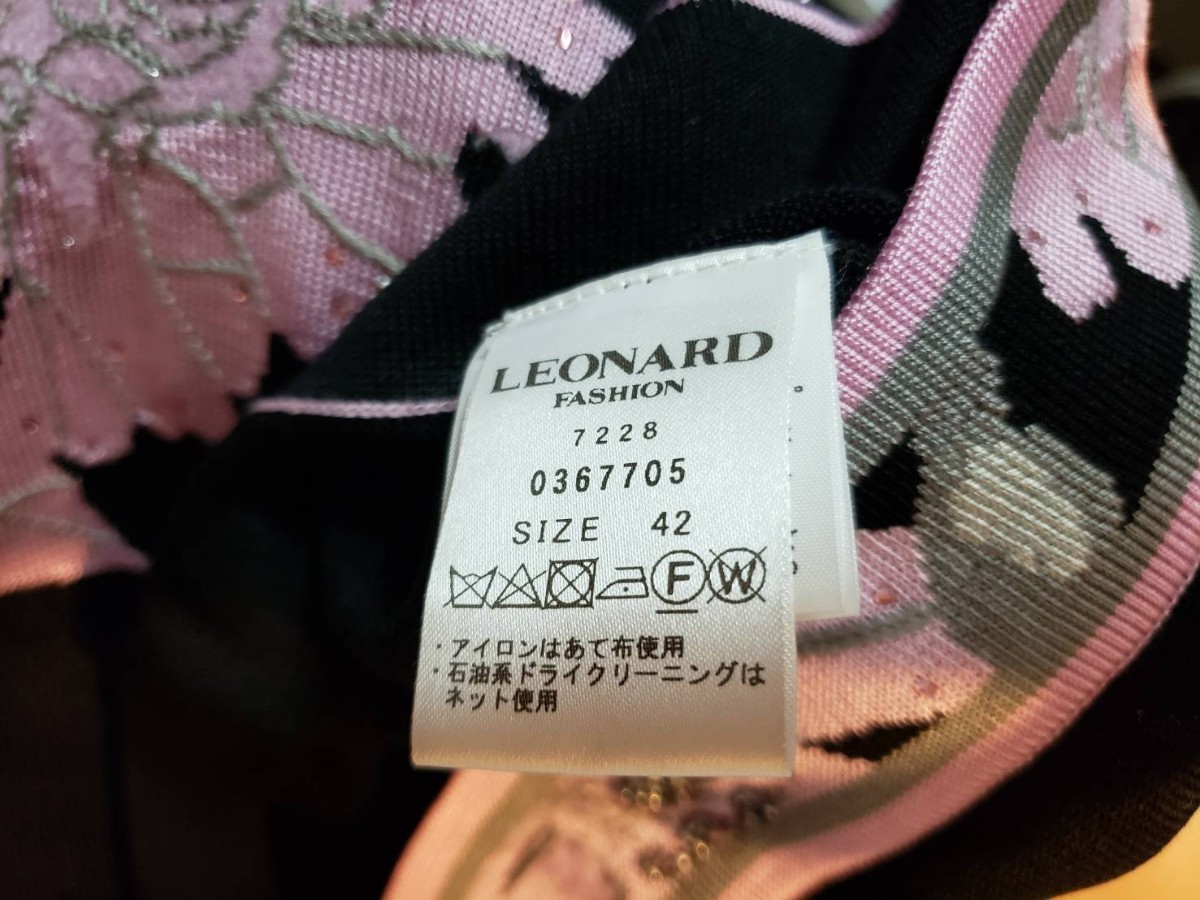 LEONARD
FASHION
7228
0367705
SIZE 42
F W
・アイロンはあて布使用
・石油系ドライクリーニングは
ネット使用